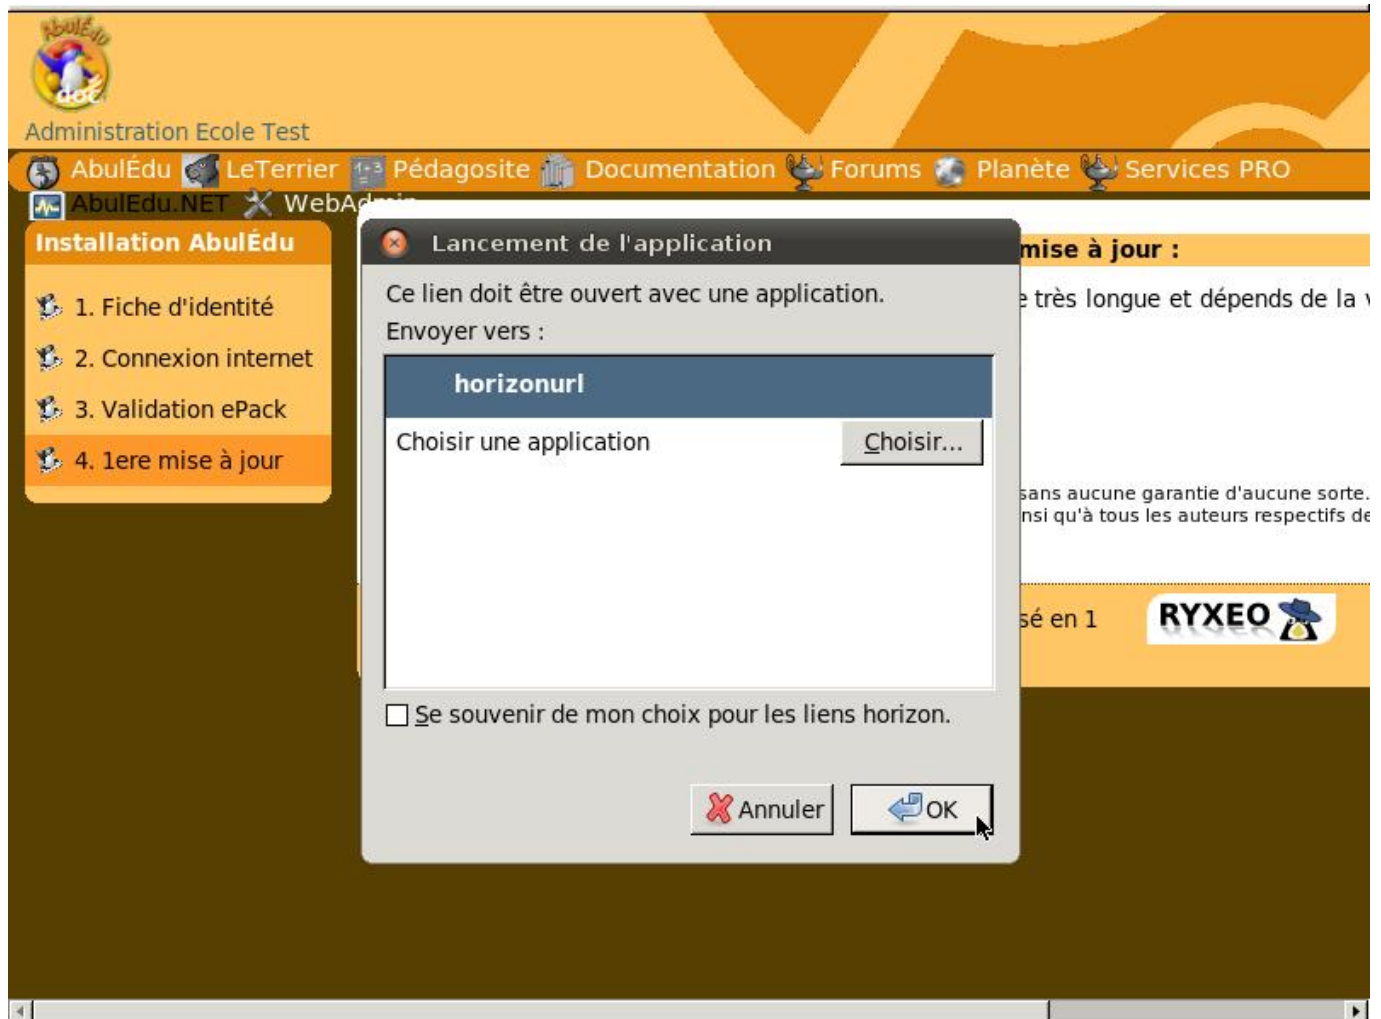 AbulÉdu
doc
Administration Ecole Test
AbulÉdu LeTerrier Pédagosite Documentation Forums Planète Services PRO
AbulEdu.NET WebAdmin
Installation AbulÉdu
1. Fiche d'identité
2. Connexion internet
3. Validation ePack
4. 1ere mise à jour
Lancement de l'application
Ce lien doit être ouvert avec une application.
Envoyer vers :
horizonurl
Choisir une application
Choisir...
Se souvenir de mon choix pour les liens horizon.
Annuler
OK
mise à jour :
très longue et dépends de la
sans aucune garantie d'aucune sorte.
nsi qu'à tous les auteurs respectifs de
sé en 1
RYXEO